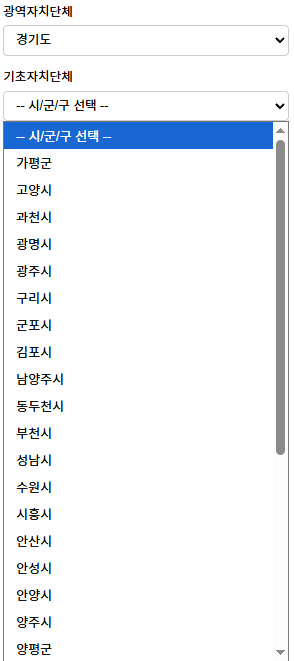 광역자치단체
경기도
기초자치단체
-- 시/군/구 선택 --
-- 시/군/구 선택 --
가평군
고양시
과천시
광명시
광주시
구리시
군포시
김포시
남양주시
동두천시
부천시
성남시
수원시
시흥시
안산시
안성시
안양시
양주시
양평군